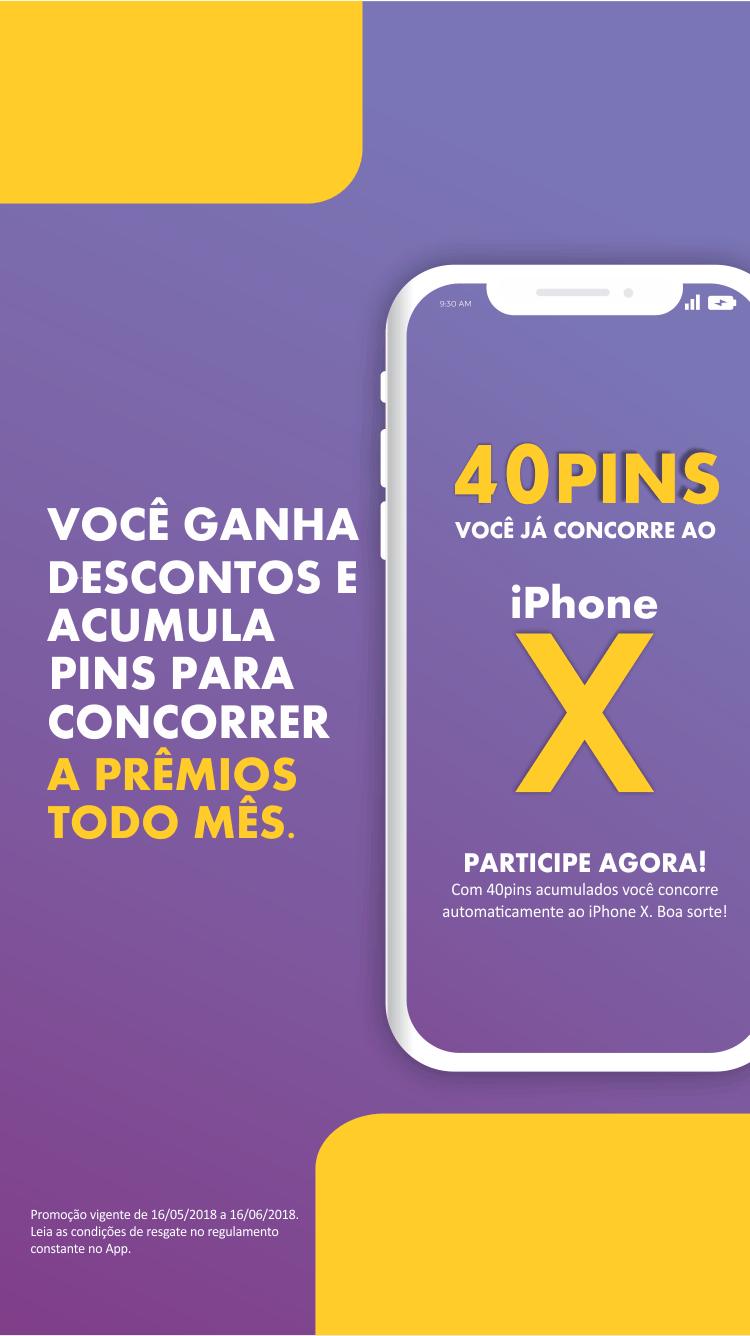 9:30 AM
40PINS
VOCÊ JÁ CONCORRE AO
iPhone
X
PARTICIPE AGORA!
Com 40pins acumulados você concorre
automaticamente ao iPhone X. Boa sorte!
VOCÊ GANHA
DESCONTOS E
ACUMULA
PINS PARA
CONCORRER
A PRÊMIOS
TODO MÊS.
Promoção vigente de 16/05/2018 a 16/06/2018.
Leia as condições de resgate no regulamento
constante no App.